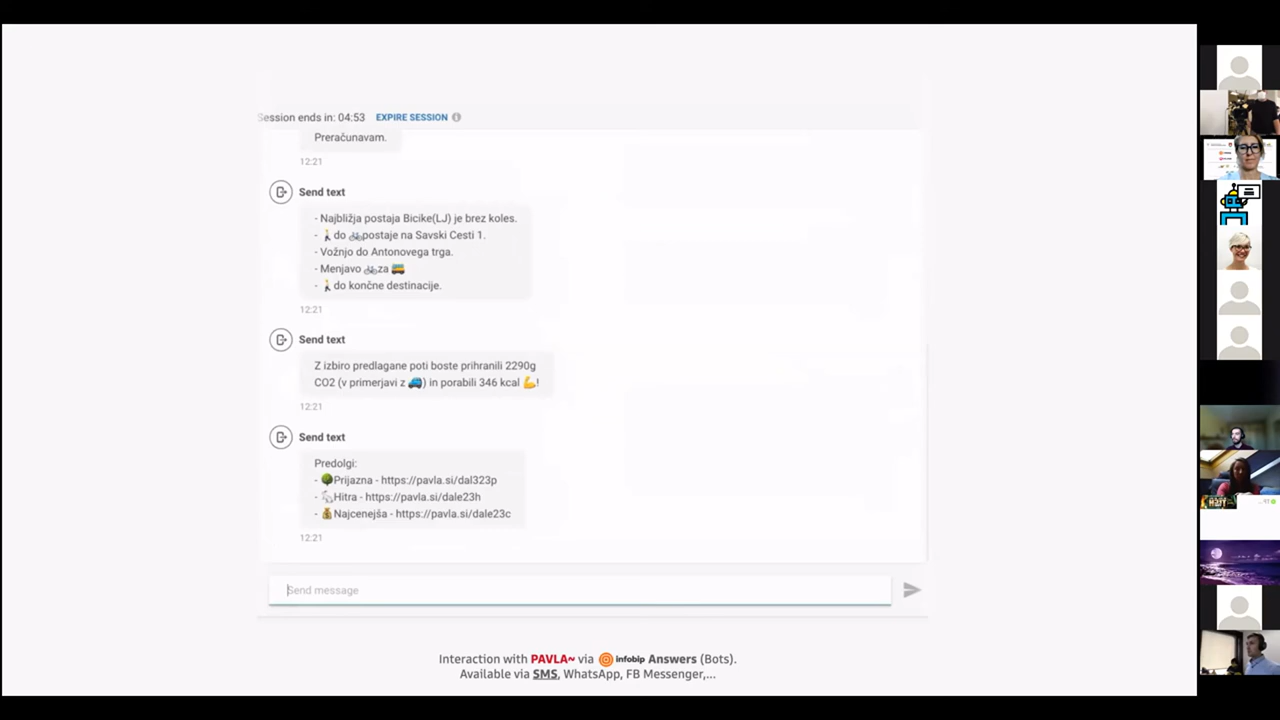 Session ends in: 04:53 EXPIRE SESSION
Preračunavam.
12:21
Send text
- Najbližja postaja Bicike(LJ) je brez koles.
- 🚶do 🚲postaje na Savski Cesti 1.
- Vožnjo do Antonovega trga.
- Menjavo 🚲za 🚌
- 🚶do končne destinacije.
12:21
Send text
Z izbiro predlagane poti boste prihranili 2290g
CO2 (v primerjavi z 🚙) in porabili 346 kcal 💪!
12:21
Send text
Predolgi:
- 🌳Prijazna - https://pavla.si/dal323p
- 🐇Hitra - https://pavla.si/dale23h
- 💰Najcenejša - https://pavla.si/dale23c
12:21
Send message
Interaction with PAVLA~ via infobip Answers (Bots).
Available via SMS, WhatsApp, FB Messenger,...